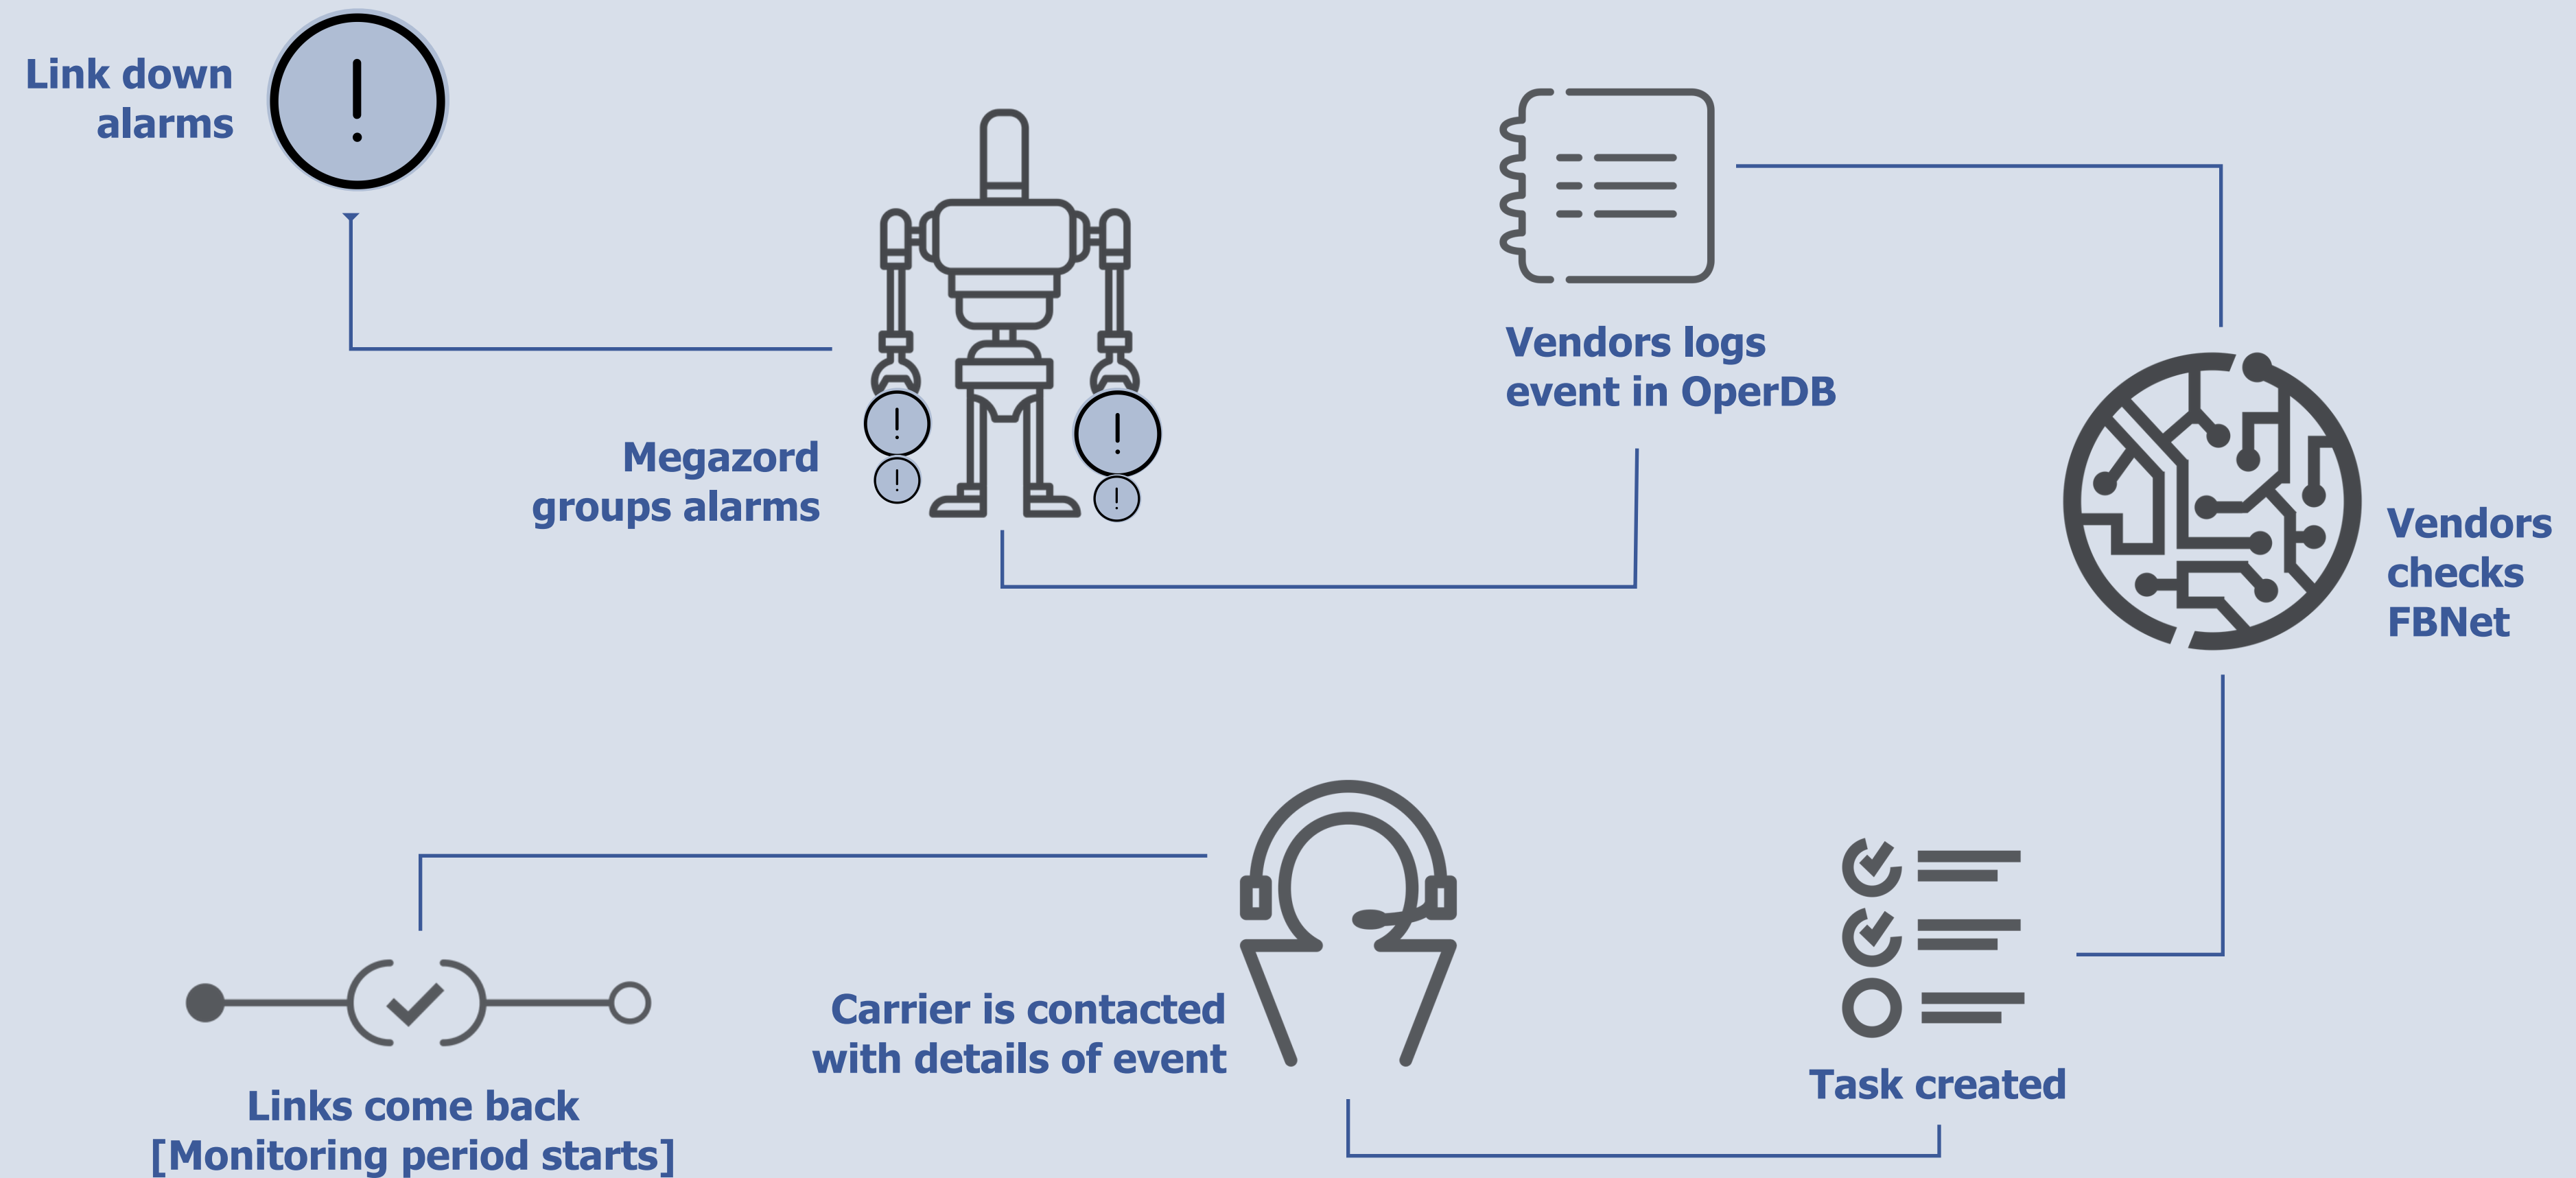 Link down
alarms
Megazord
groups alarms
Vendors logs
event in OperDB
Vendors
checks
FBNet
Task created
Carrier is contacted
with details of event
Links come back
[Monitoring period starts]